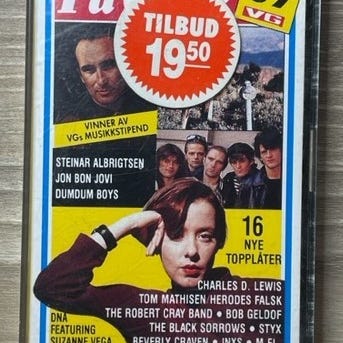 TILBUD
19⁵⁰
VG
VINNER AV
VGs MUSIKKSTIPEND
STEINAR ALBRIGTSEN
JON BON JOVI
DUMDUM BOYS
16
NYE
TOPPLÅTER
CHARLES D. LEWIS
TOM MATHISEN/HERODES FALSK
THE ROBERT CRAY BAND • BOB GELDOF
THE BLACK SORROWS • STYX
BEVERLY CRAVEN • INXS •
DNA
FEATURING
SUZANNE VEGA